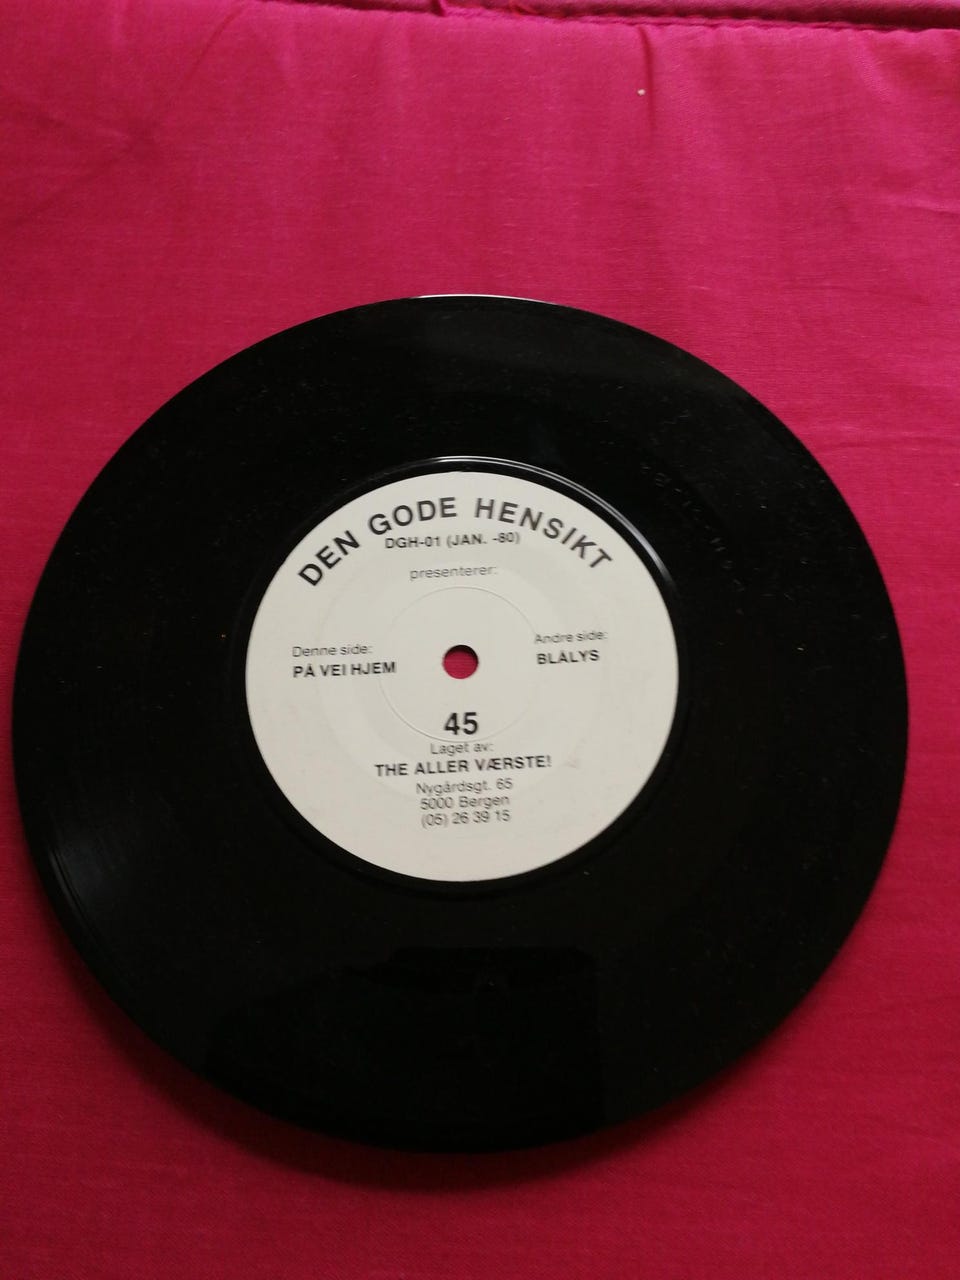 DEN GODE HENSIKT
DGH-01 (JAN. -80)
presenterer:
Denne side:
PÅ VEI HJEM
Andre side:
BLÅLYS
45
Laget av:
THE ALLER VÆRSTE!
Nygårdsgt. 65
5000 Bergen
(05) 26 39 15